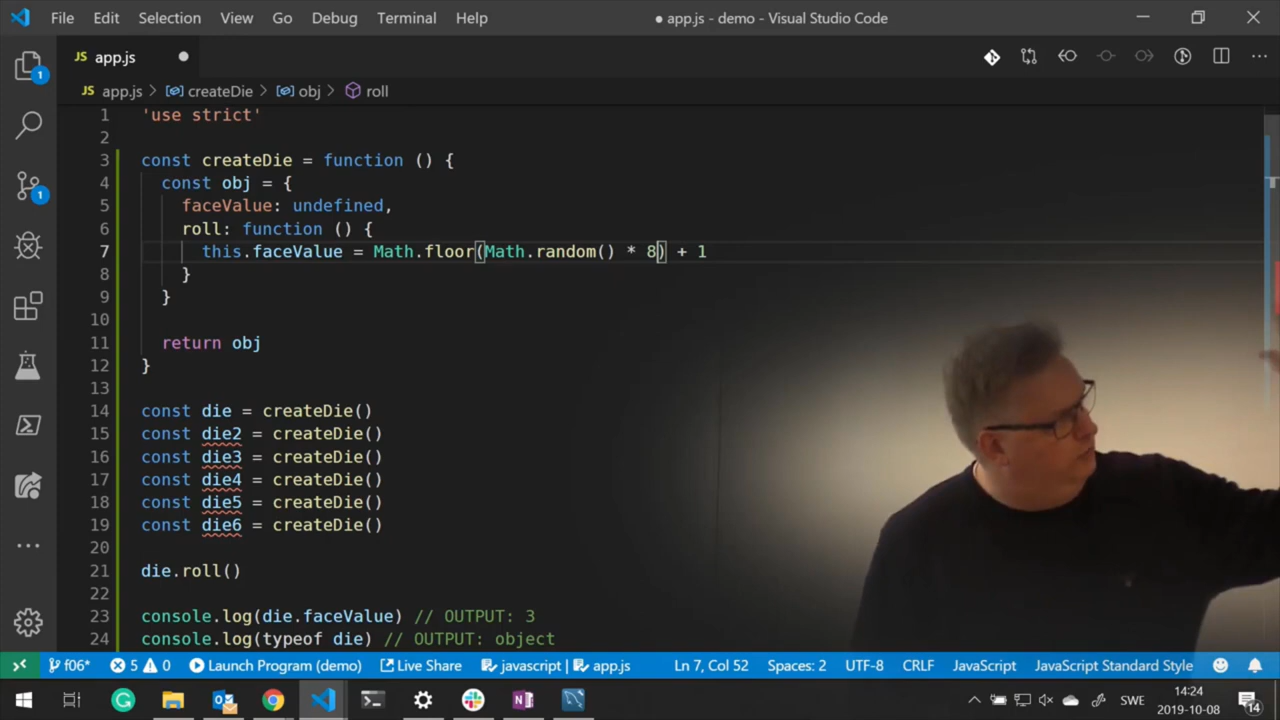 File Edit Selection View Go Debug Terminal Help ● app.js - demo - Visual Studio Code
JS app.js
1
app.js > createDie > obj > roll
1 'use strict'
2
3 const createDie = function () {
4 const obj = {
5 faceValue: undefined,
6 roll: function () {
7 this.faceValue = Math.floor(Math.random() * 8) + 1
8 }
9 }
10
11 return obj
12 }
13
14 const die = createDie()
15 const die2 = createDie()
16 const die3 = createDie()
17 const die4 = createDie()
18 const die5 = createDie()
19 const die6 = createDie()
20
21 die.roll()
22
23 console.log(die.faceValue) // OUTPUT: 3
24 console.log(typeof die) // OUTPUT: object
1
f06* 5 0 Launch Program (demo) Live Share javascript | app.js Ln 7, Col 52 Spaces: 2 UTF-8 CRLF JavaScript JavaScript Standard Style
SWE
14:24
2019-10-08
14